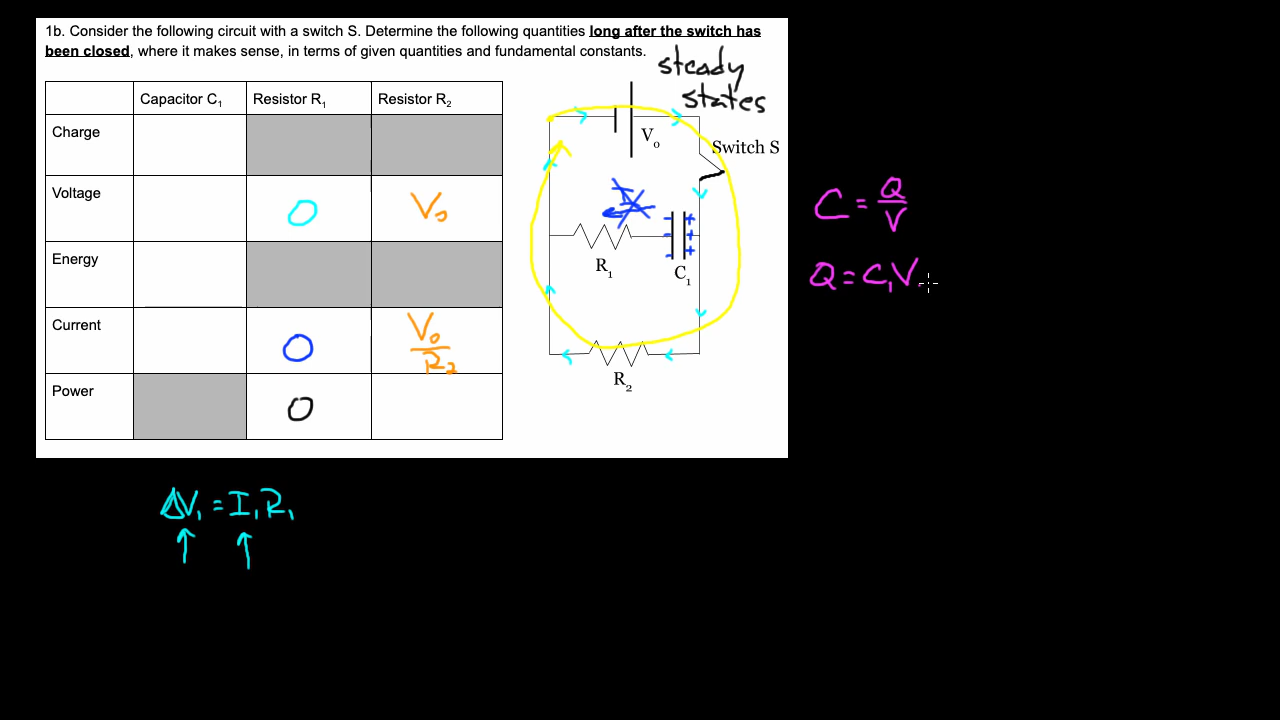 1b. Consider the following circuit with a switch S. Determine the following quantities long after the switch has
been closed, where it makes sense, in terms of given quantities and fundamental constants.
steady
states
Capacitor C₁ Resistor R₁ Resistor R₂
Charge
Voltage 0 V₀
Energy
Current 0 V₀/R₂
Power 0
V₀
Switch S
I
R₁
C₁
R₂
C = Q/V
Q = C₁V
ΔV₁ = I₁R₁